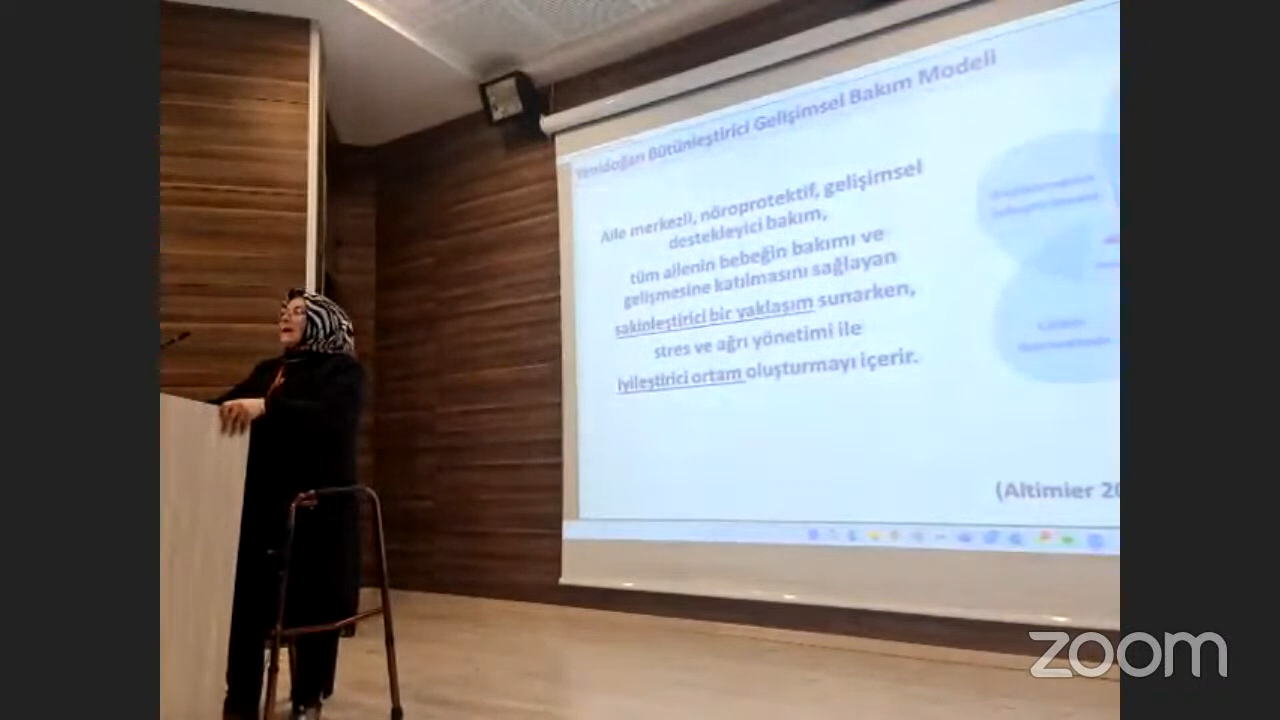 Yenidoğan Bütünleştirici Gelişimsel Bakım Modeli
Aile merkezli, nöroprotektif, gelişimsel
destekleyici bakım,
tüm ailenin bebeğin bakımı ve
gelişmesine katılmasını sağlayan
sakinleştirici bir yaklaşım sunarken,
stres ve ağrı yönetimi ile
iyileştirici ortam oluşturmayı içerir.
(Altimier 20
zoom